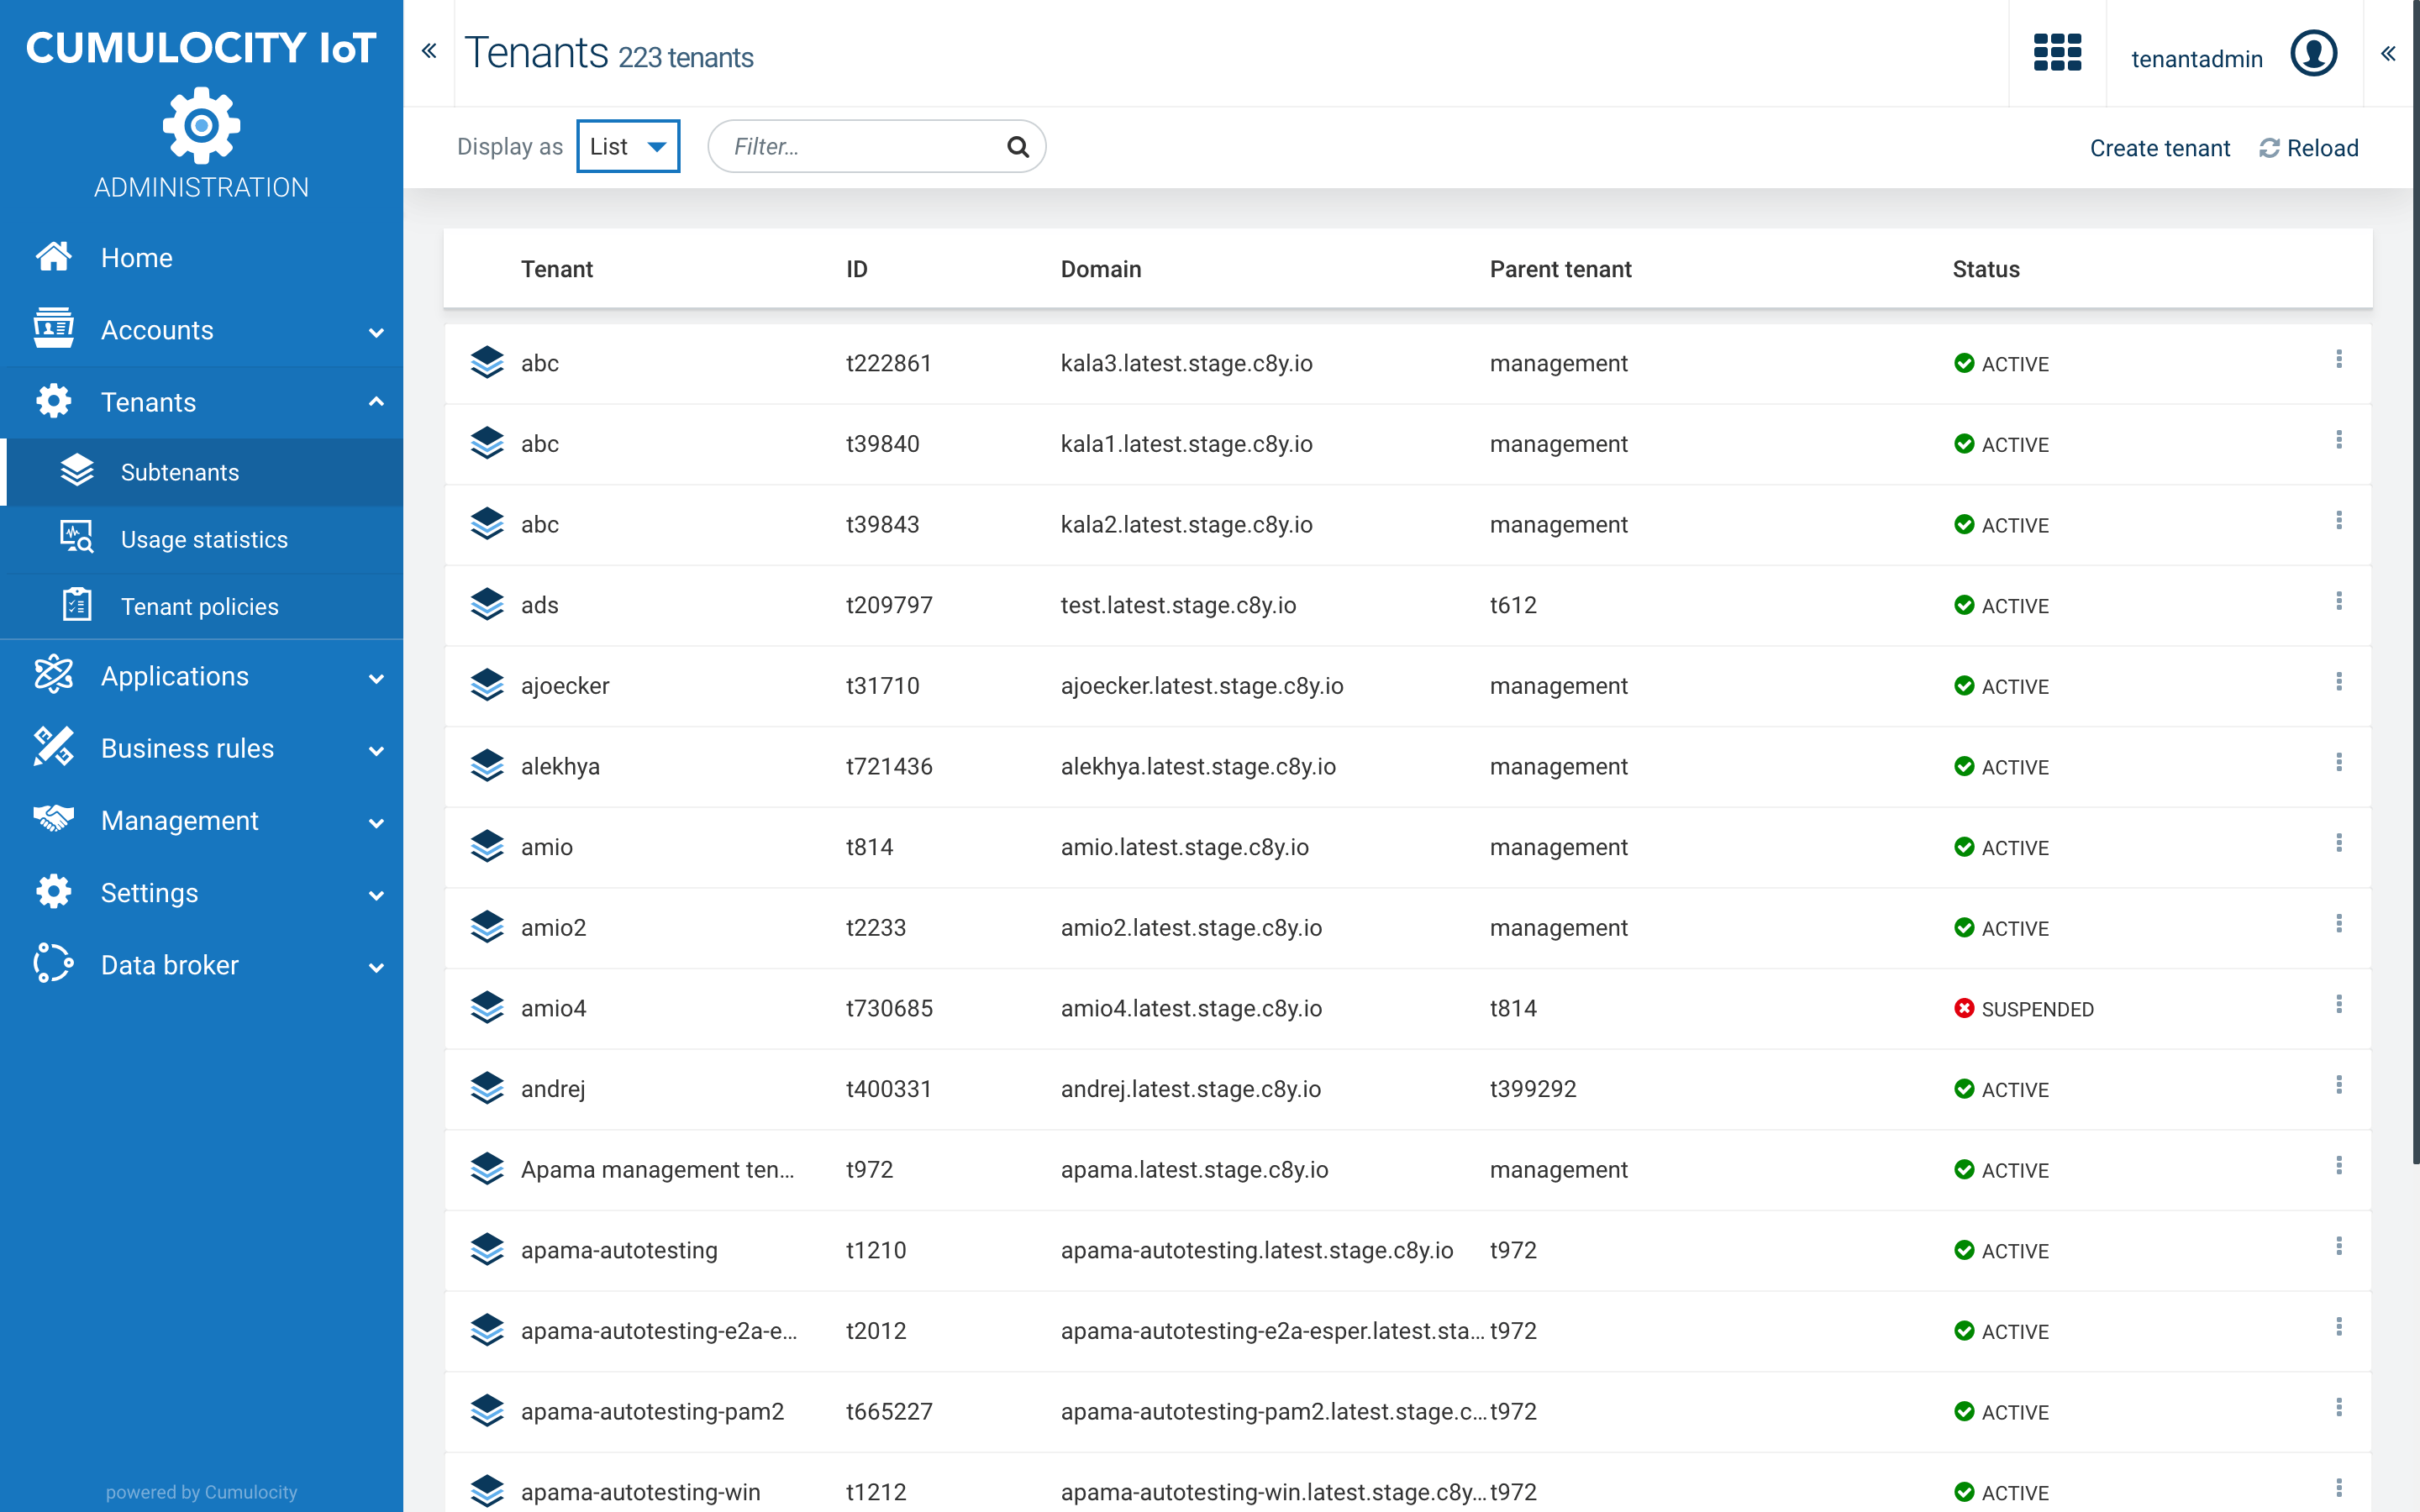 CUMULOCITY IoT
ADMINISTRATION
Home
Accounts
Tenants
Subtenants
Usage statistics
Tenant policies
Applications
Business rules
Management
Settings
Data broker
powered by Cumulocity
Tenants 223 tenants
tenantadmin
Display as List Filter... Create tenant Reload
Tenant ID Domain Parent tenant Status
abc t222861 kala3.latest.stage.c8y.io management ACTIVE
abc t39840 kala1.latest.stage.c8y.io management ACTIVE
abc t39843 kala2.latest.stage.c8y.io management ACTIVE
ads t209797 test.latest.stage.c8y.io t612 ACTIVE
ajoecker t31710 ajoecker.latest.stage.c8y.io management ACTIVE
alekhya t721436 alekhya.latest.stage.c8y.io management ACTIVE
amio t814 amio.latest.stage.c8y.io management ACTIVE
amio2 t2233 amio2.latest.stage.c8y.io management ACTIVE
amio4 t730685 amio4.latest.stage.c8y.io t814 SUSPENDED
andrej t400331 andrej.latest.stage.c8y.io t399292 ACTIVE
Apama management ten... t972 apama.latest.stage.c8y.io management ACTIVE
apama-autotesting t1210 apama-autotesting.latest.stage.c8y.io t972 ACTIVE
apama-autotesting-e2a-e... t2012 apama-autotesting-e2a-esper.latest.sta... t972 ACTIVE
apama-autotesting-pam2 t665227 apama-autotesting-pam2.latest.stage.c... t972 ACTIVE
apama-autotesting-win t1212 apama-autotesting-win.latest.stage.c8y... t972 ACTIVE